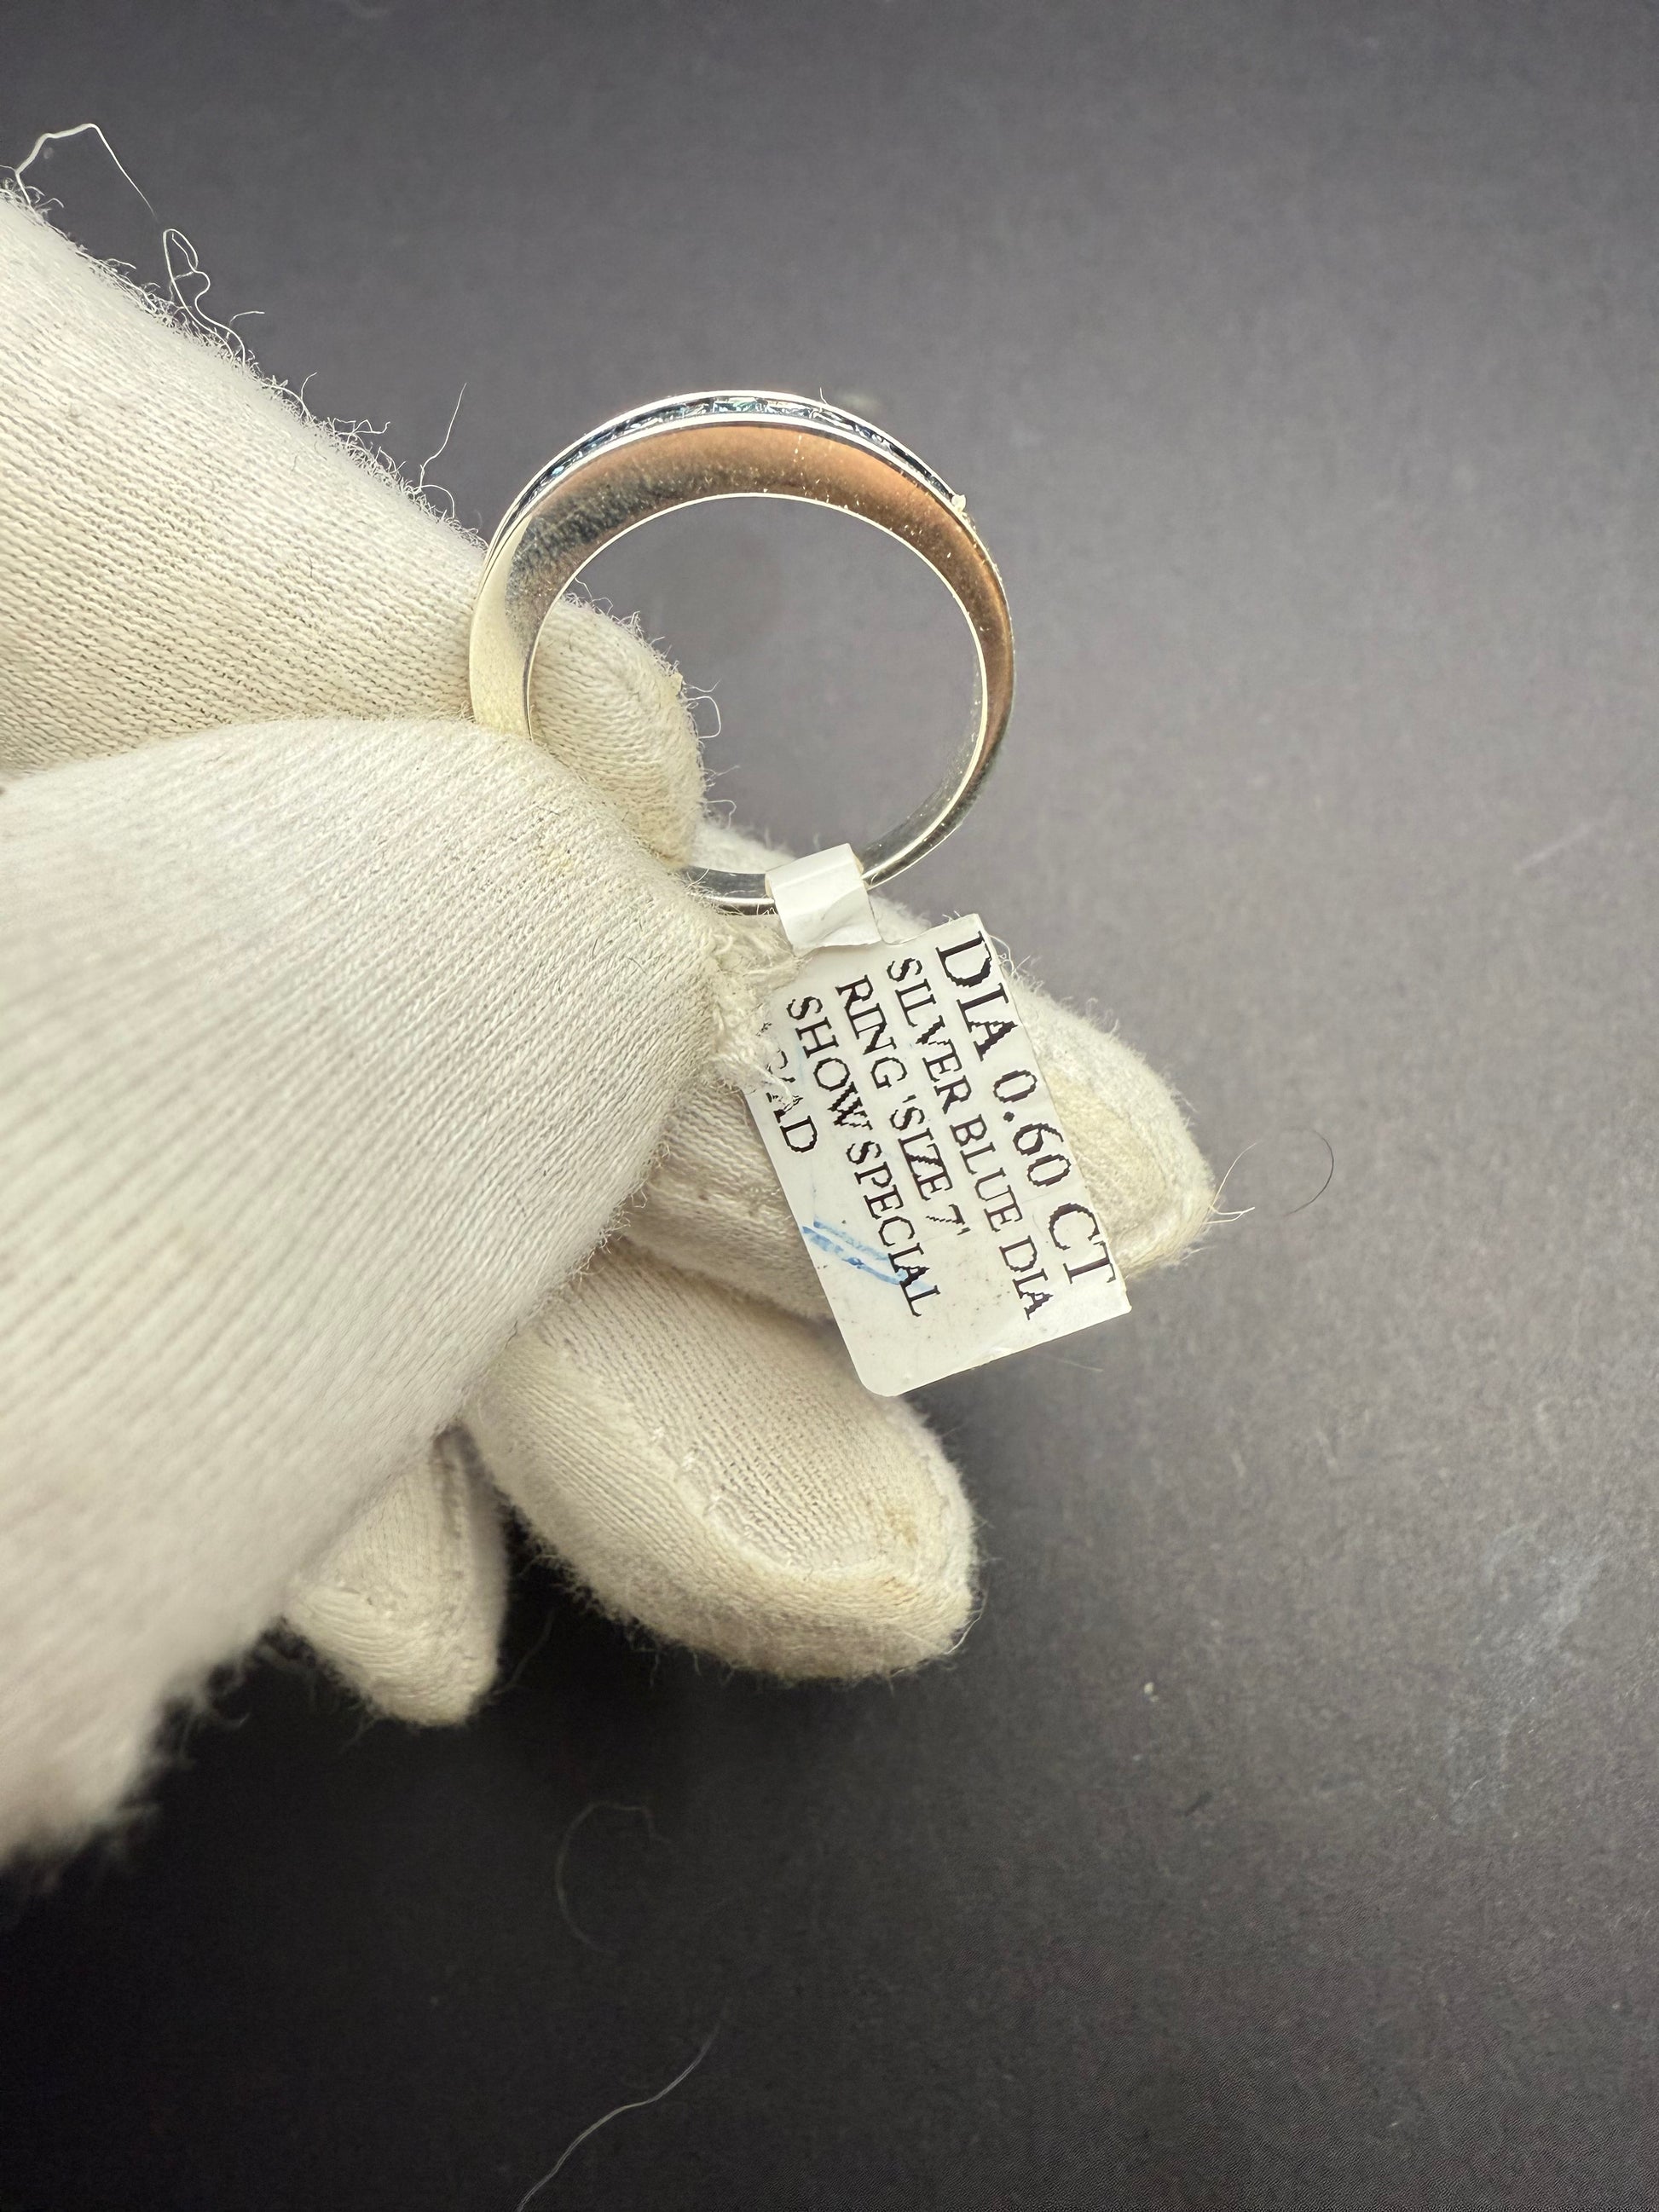 DIA 0.60 CT
SILVER BLUE DIA
RING 'SIZE 7'
SHOW SPECIAL